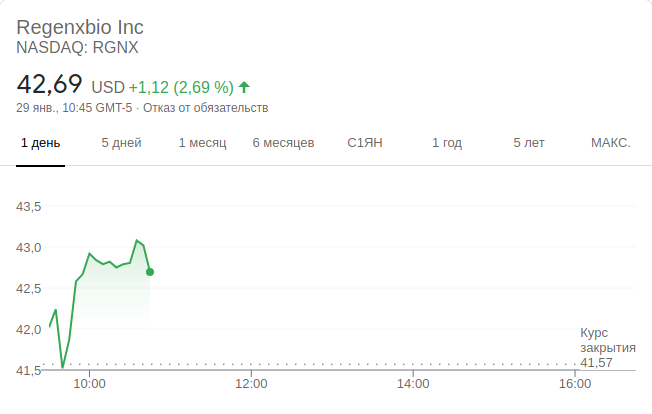 Regenxbio Inc
NASDAQ: RGNX
42,69 USD +1,12 (2,69 %)
29 янв., 10:45 GMT-5 · Отказ от обязательств
1 день 5 дней 1 месяц 6 месяцев С1ЯН 1 год 5 лет МАКС.
43,5
43,0
42,5
42,0
Курс
закрытия
41,57
41,5
10:00 12:00 14:00 16:00